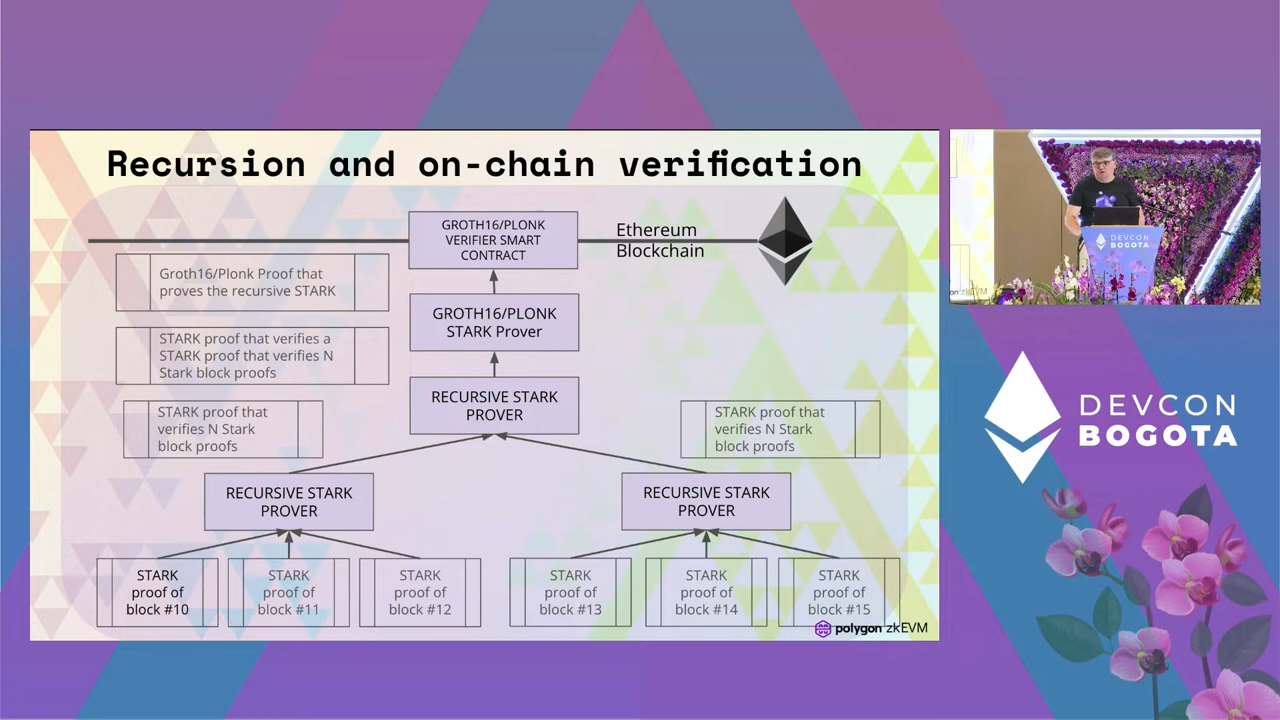 Recursion and on-chain verification
GROTH16/PLONK
VERIFIER SMART
CONTRACT
Ethereum
Blockchain
Groth16/Plonk Proof that
proves the recursive STARK
GROTH16/PLONK
STARK Prover
STARK proof that verifies a
STARK proof that verifies N
Stark block proofs
RECURSIVE STARK
PROVER
STARK proof that
verifies N Stark
block proofs
STARK proof that
verifies N Stark
block proofs
RECURSIVE STARK
PROVER
RECURSIVE STARK
PROVER
STARK
proof of
block #10
STARK
proof of
block #11
STARK
proof of
block #12
STARK
proof of
block #13
STARK
proof of
block #14
STARK
proof of
block #15
polygon zkEVM
on zkEVM
DEVCON
BOGOTA
DEVCON
BOGOTA